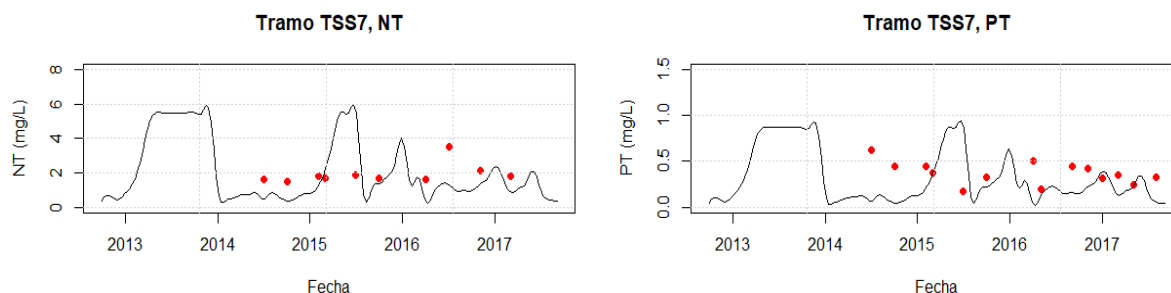 Tramo TSS7, NT
NT (mg/L)
8
6
4
2
0
2013 2014 2015 2016 2017
Fecha
Tramo TSS7, PT
PT (mg/L)
1.5
1.0
0.5
0.0
2013 2014 2015 2016 2017
Fecha